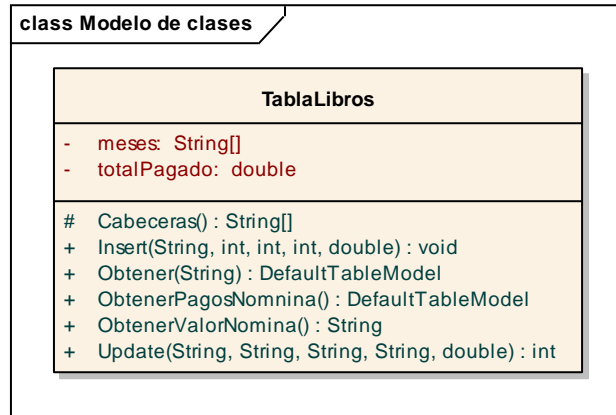 class Modelo de clases
TablaLibros
- meses: String[]
- totalPagado: double
# Cabeceras() : String[]
+ Insert(String, int, int, int, double) : void
+ Obtener(String) : DefaultTableModel
+ ObtenerPagosNomnina() : DefaultTableModel
+ ObtenerValorNomina() : String
+ Update(String, String, String, String, double) : int